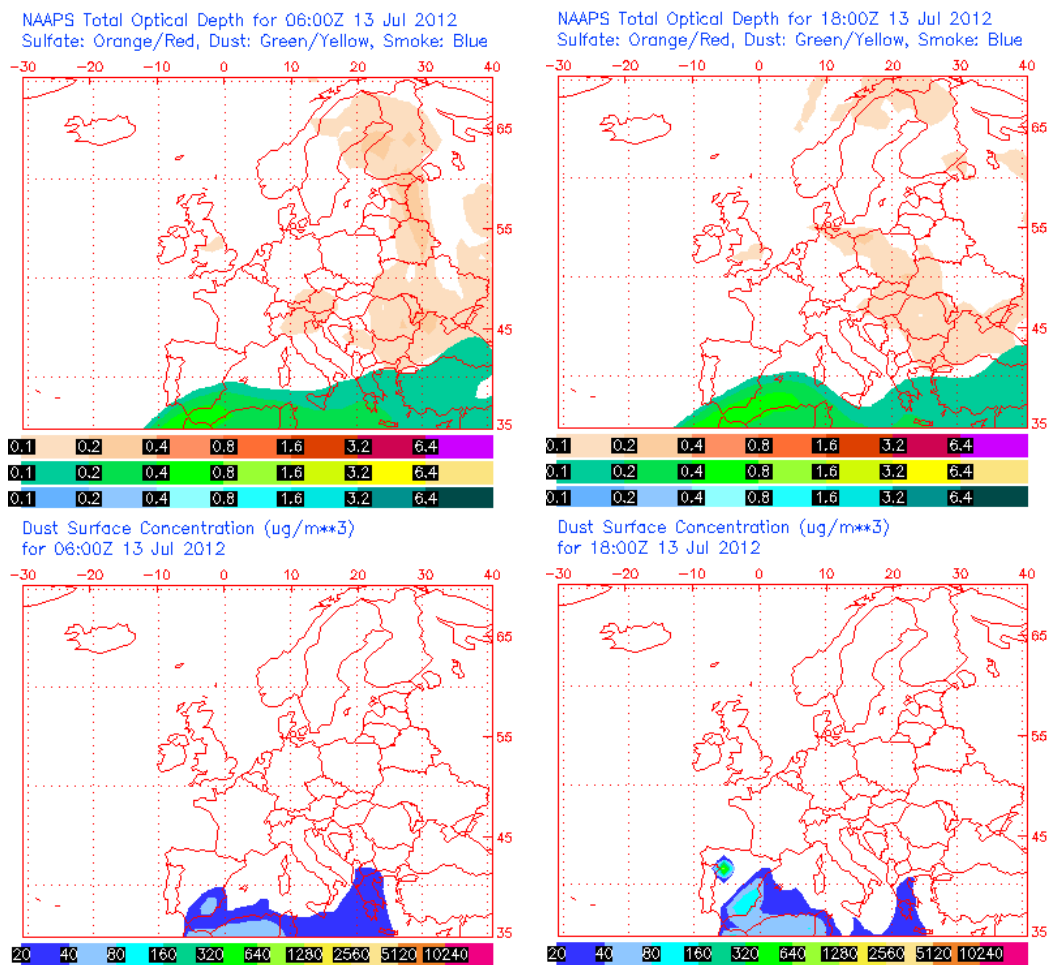 NAAPS Total Optical Depth for 06:00Z 13 Jul 2012
Sulfate: Orange/Red, Dust: Green/Yellow, Smoke: Blue
-30 -20 -10 0 10 20 30 40
65
55
45
35
0.1 0.2 0.4 0.8 1.6 3.2 6.4
0.1 0.2 0.4 0.8 1.6 3.2 6.4
0.1 0.2 0.4 0.8 1.6 3.2 6.4
NAAPS Total Optical Depth for 18:00Z 13 Jul 2012
Sulfate: Orange/Red, Dust: Green/Yellow, Smoke: Blue
-30 -20 -10 0 10 20 30 40
65
55
45
35
0.1 0.2 0.4 0.8 1.6 3.2 6.4
0.1 0.2 0.4 0.8 1.6 3.2 6.4
0.1 0.2 0.4 0.8 1.6 3.2 6.4
Dust Surface Concentration (ug/m**3)
for 06:00Z 13 Jul 2012
-30 -20 -10 0 10 20 30 40
65
55
45
35
20 40 80 160 320 640 1280 2560 5120 10240
Dust Surface Concentration (ug/m**3)
for 18:00Z 13 Jul 2012
-30 -20 -10 0 10 20 30 40
65
55
45
35
20 40 80 160 320 640 1280 2560 5120 10240